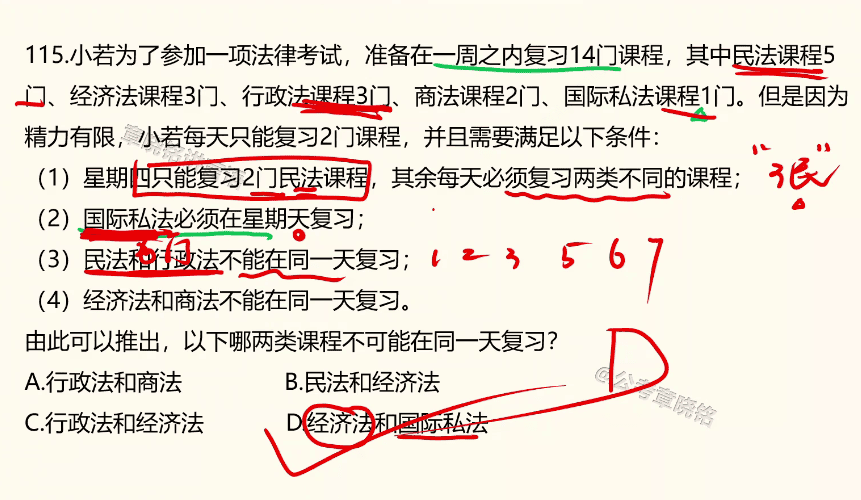 115.小若为了参加一项法律考试，准备在一周之内复习14门课程，其中民法课程5
门、经济法课程3门、行政法课程3门、商法课程2门、国际私法课程1门。但是因为
精力有限，小若每天只能复习2门课程，并且需要满足以下条件：
（1）星期四只能复习2门民法课程，其余每天必须复习两类不同的课程；
“民”
（2）国际私法必须在星期天复习；
（3）民法和行政法不能在同一天复习；
6门
1 2 3 5 6 7
（4）经济法和商法不能在同一天复习。
由此可以推出，以下哪两类课程不可能在同一天复习？
D
A.行政法和商法 B.民法和经济法
@公考章晓铭
C.行政法和经济法 D.经济法和国际私法